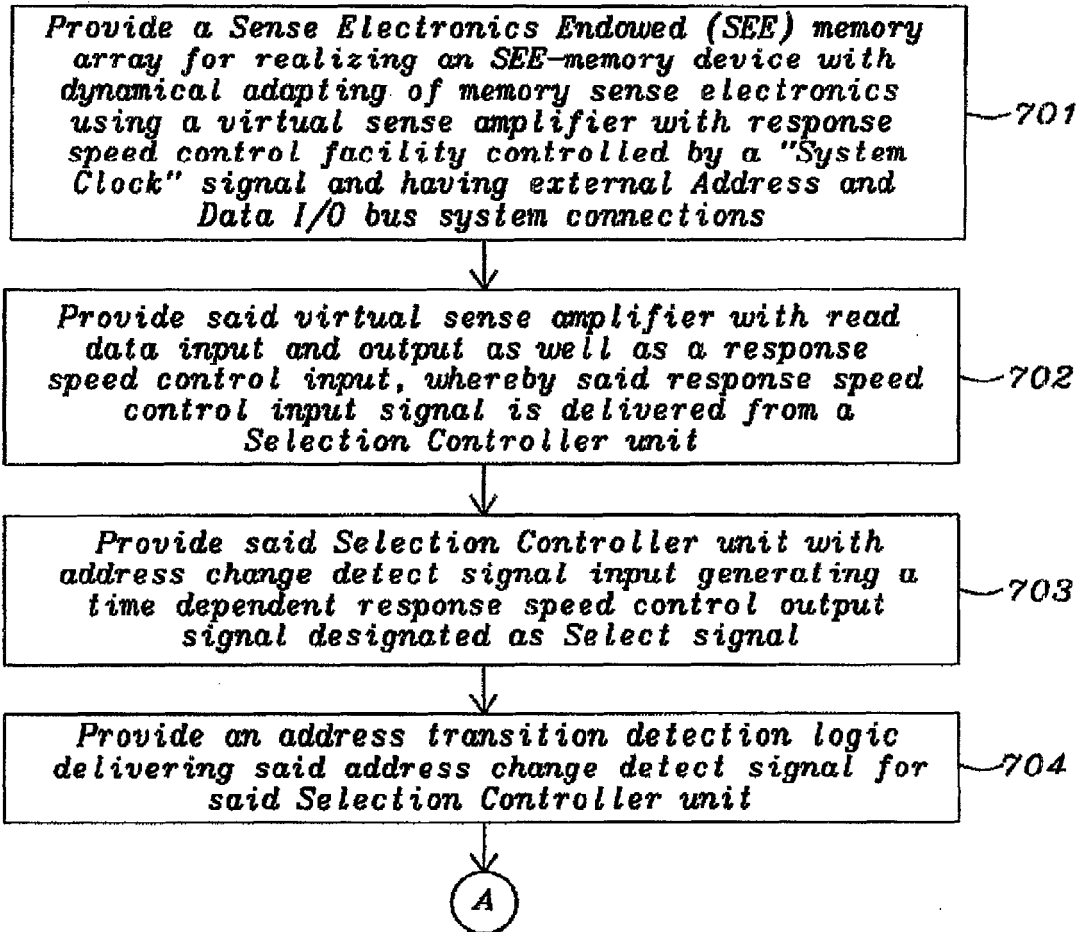 Provide a Sense Electronics Endowed (SEE) memory
array for realizing an SEE-memory device with
dynamical adapting of memory sense electronics
using a virtual sense amplifier with response
speed control facility controlled by a "System
Clock" signal and having external Address and
Data I/O bus system connections
701
Provide said virtual sense amplifier with read
data input and output as well as a response
speed control input, whereby said response speed
control input signal is delivered from a
Selection Controller unit
702
Provide said Selection Controller unit with
address change detect signal input generating a
time dependent response speed control output
signal designated as Select signal
703
Provide an address transition detection logic
delivering said address change detect signal for
said Selection Controller unit
704
A